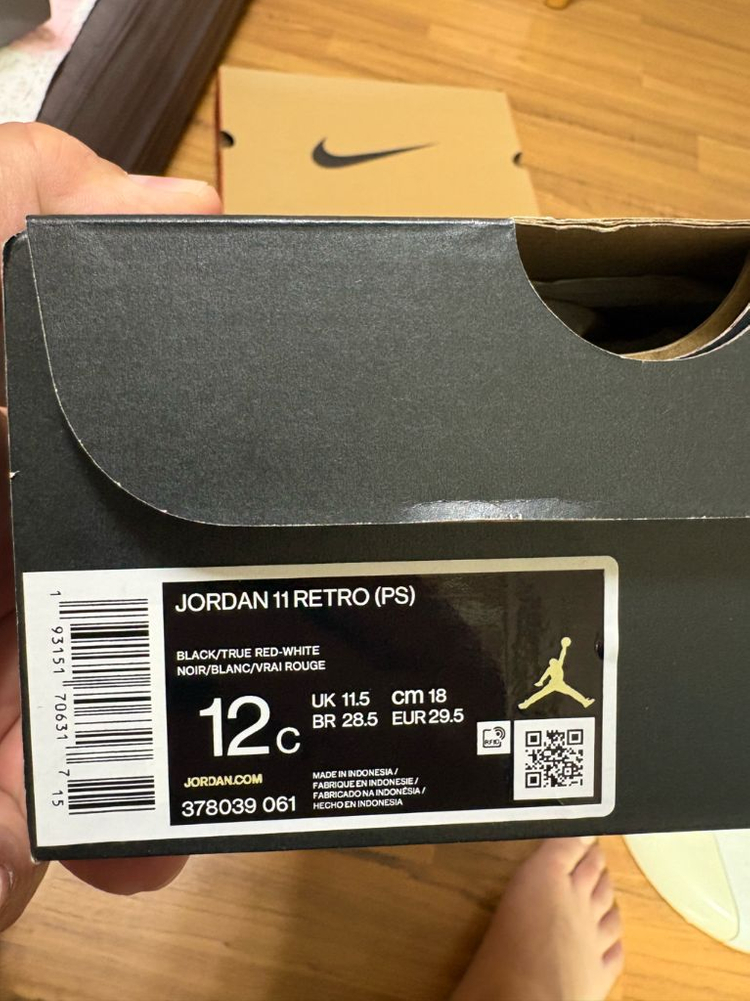 JORDAN 11 RETRO (PS)
BLACK/TRUE RED-WHITE
NOIR/BLANC/VRAI ROUGE
12C
UK 11.5 cm 18
BR 28.5 EUR 29.5
RFID
JORDAN.COM
378039 061
MADE IN INDONESIA /
FABRIQUE EN INDONESIE /
FABRICADO NA INDONÉSIA /
HECHO EN INDONESIA
1 93151 70631 7 15